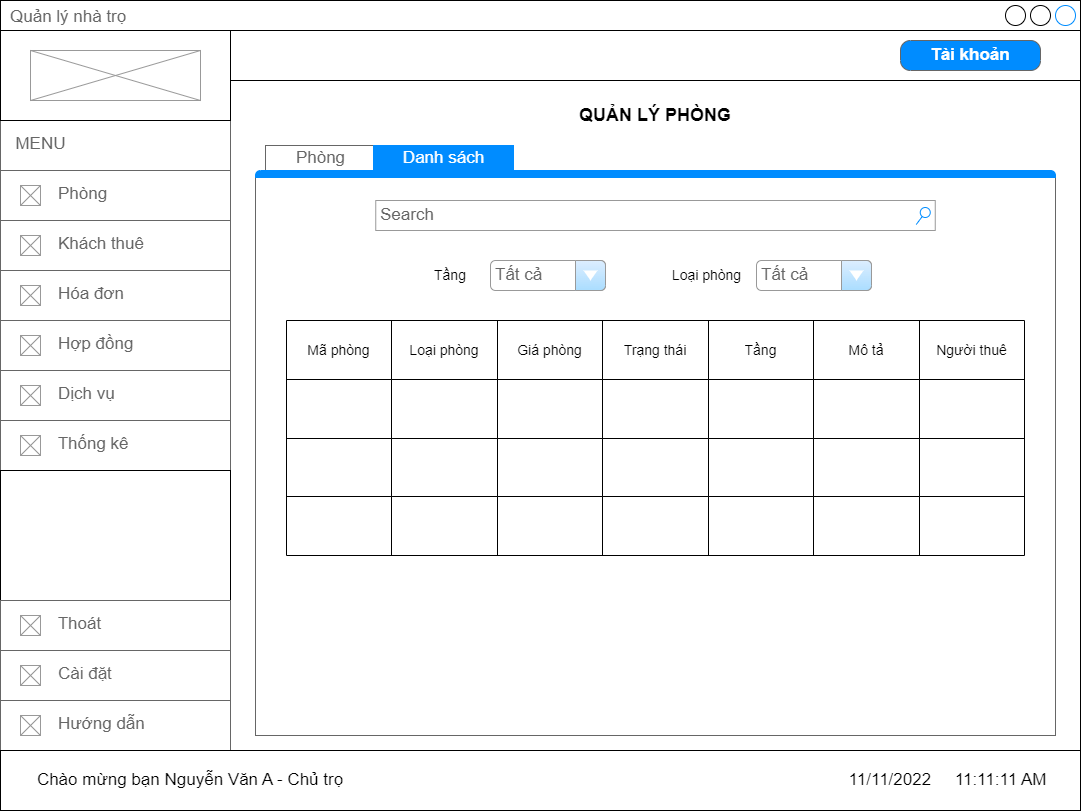 Quản lý nhà trọ
Tài khoản
MENU
Phòng
Khách thuê
Hóa đơn
Hợp đồng
Dịch vụ
Thống kê
Thoát
Cài đặt
Hướng dẫn
QUẢN LÝ PHÒNG
Phòng Danh sách
Search
Tầng Tất cả Loại phòng Tất cả
Mã phòng Loại phòng Giá phòng Trạng thái Tầng Mô tả Người thuê
Chào mừng bạn Nguyễn Văn A - Chủ trọ 11/11/2022 11:11:11 AM